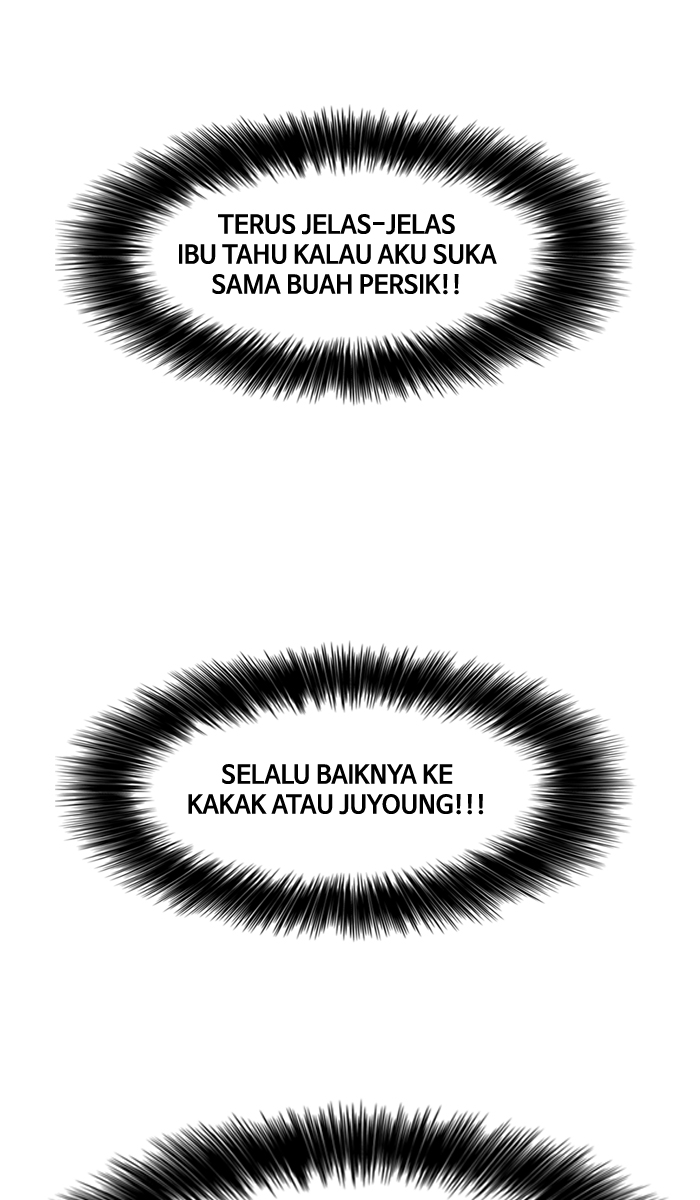 TERUS JELAS-JELAS
IBU TAHU KALAU AKU SUKA
SAMA BUAH PERSIK!!
SELALU BAIKNYA KE
KAKAK ATAU JUYOUNG!!!